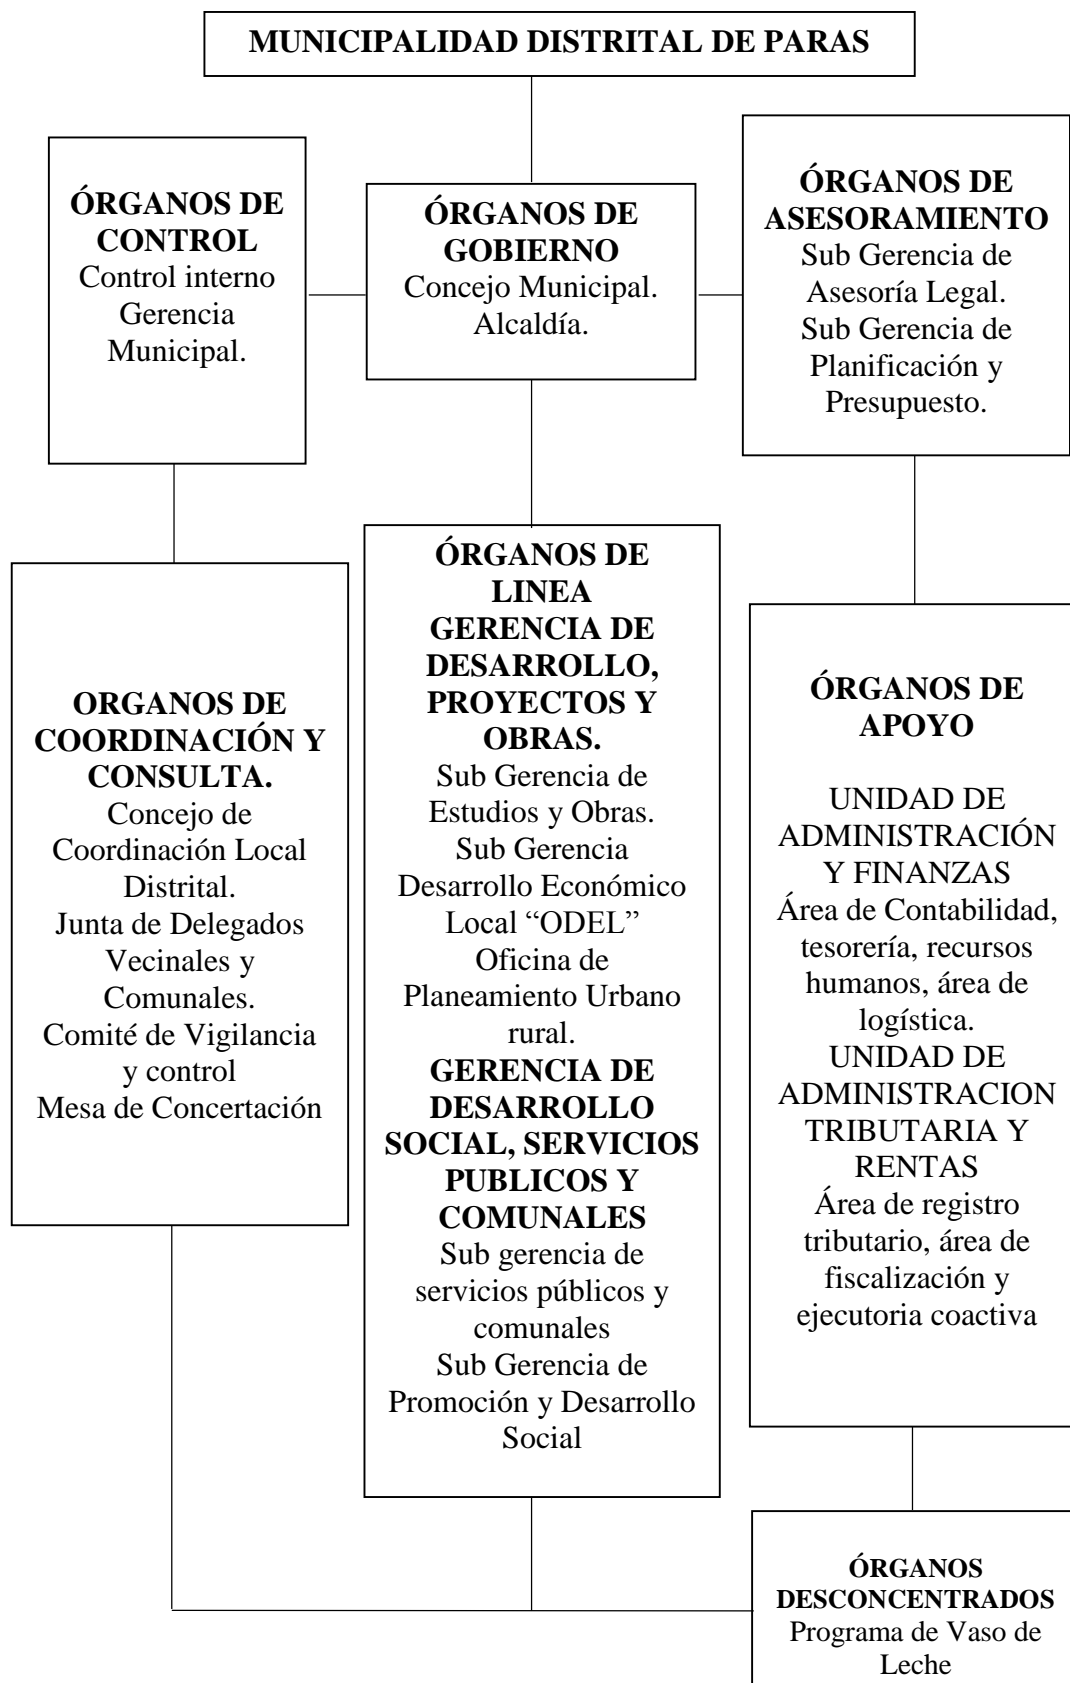 MUNICIPALIDAD DISTRITAL DE PARAS
ÓRGANOS DE
CONTROL
Control interno
Gerencia
Municipal.
ÓRGANOS DE
GOBIERNO
Concejo Municipal.
Alcaldía.
ÓRGANOS DE
ASESORAMIENTO
Sub Gerencia de
Asesoría Legal.
Sub Gerencia de
Planificación y
Presupuesto.
ORGANOS DE
COORDINACIÓN Y
CONSULTA.
Concejo de
Coordinación Local
Distrital.
Junta de Delegados
Vecinales y
Comunales.
Comité de Vigilancia
y control
Mesa de Concertación
ÓRGANOS DE
LINEA
GERENCIA DE
DESARROLLO,
PROYECTOS Y
OBRAS.
Sub Gerencia de
Estudios y Obras.
Sub Gerencia
Desarrollo Económico
Local “ODEL”
Oficina de
Planeamiento Urbano
rural.
GERENCIA DE
DESARROLLO
SOCIAL, SERVICIOS
PUBLICOS Y
COMUNALES
Sub gerencia de
servicios públicos y
comunales
Sub Gerencia de
Promoción y Desarrollo
Social
ÓRGANOS DE
APOYO
UNIDAD DE
ADMINISTRACIÓN
Y FINANZAS
Área de Contabilidad,
tesorería, recursos
humanos, área de
logística.
UNIDAD DE
ADMINISTRACION
TRIBUTARIA Y
RENTAS
Área de registro
tributario, área de
fiscalización y
ejecutoria coactiva
ÓRGANOS
DESCONCENTRADOS
Programa de Vaso de
Leche